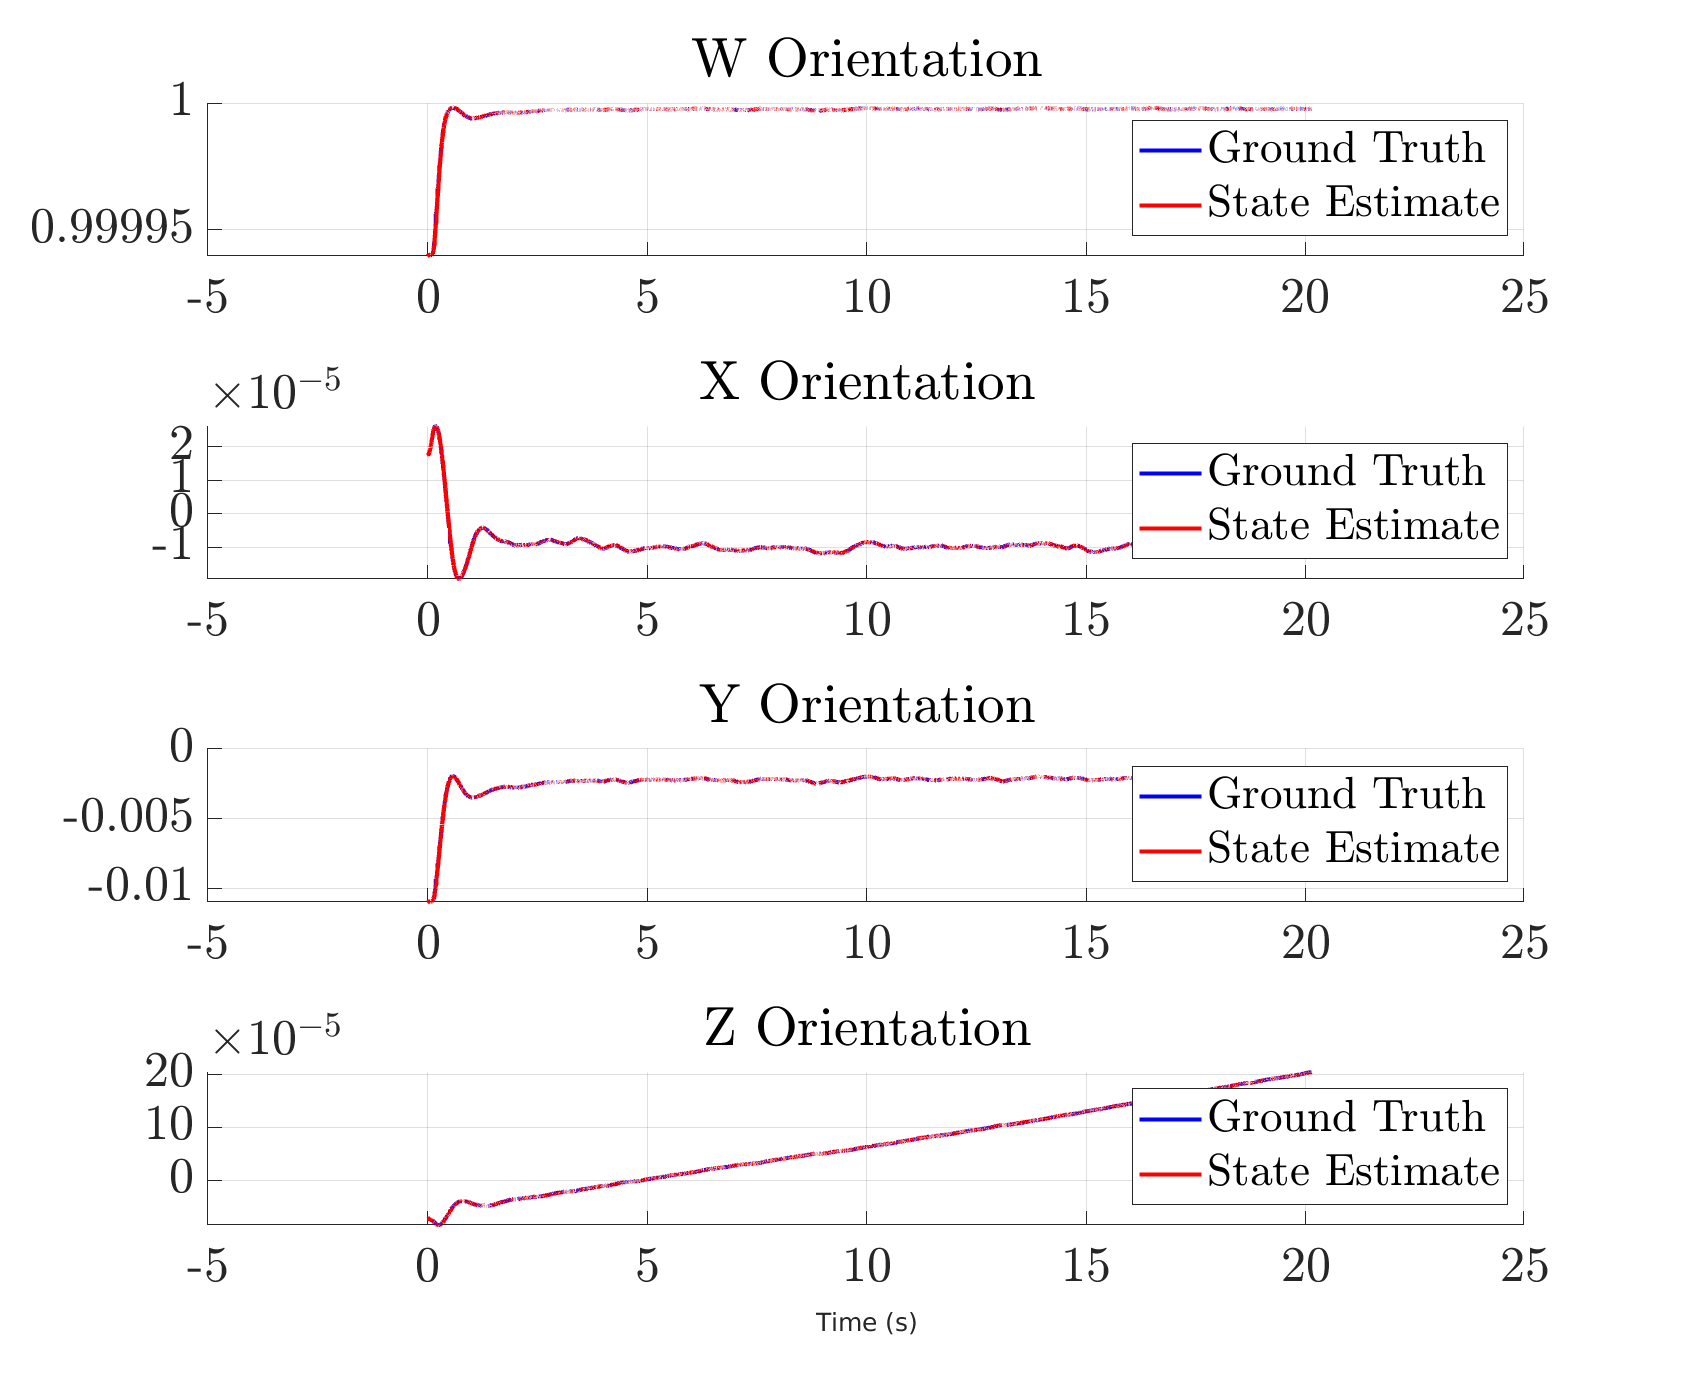 W Orientation
1
0.99995
Ground Truth
State Estimate
-5 0 5 10 15 20 25
X Orientation
×10⁻⁵
2
1
0
-1
Ground Truth
State Estimate
-5 0 5 10 15 20 25
Y Orientation
0
-0.005
-0.01
Ground Truth
State Estimate
-5 0 5 10 15 20 25
Z Orientation
×10⁻⁵
20
10
0
Ground Truth
State Estimate
-5 0 5 10 15 20 25
Time (s)